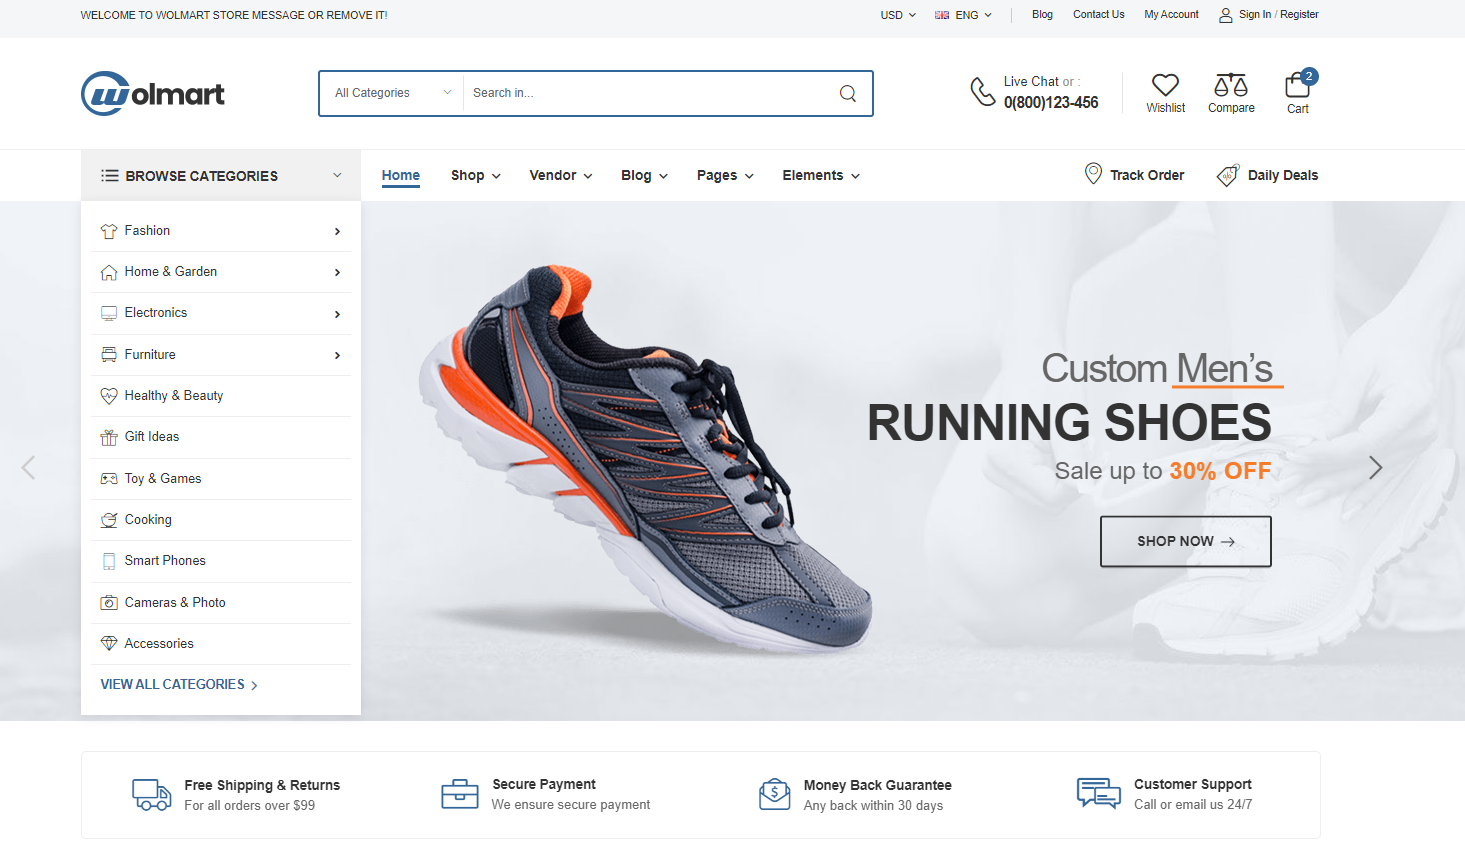 WELCOME TO WOLMART STORE MESSAGE OR REMOVE IT!
USD
ENG
Blog
Contact Us
My Account
Sign In / Register
Wolmart
All Categories
Search in...
Live Chat or :
0(800)123-456
Wishlist
Compare
2
Cart
BROWSE CATEGORIES
Home
Shop
Vendor
Blog
Pages
Elements
Track Order
Daily Deals
Fashion
Home & Garden
Electronics
Furniture
Healthy & Beauty
Gift Ideas
Toy & Games
Cooking
Smart Phones
Cameras & Photo
Accessories
VIEW ALL CATEGORIES
Custom Men's
RUNNING SHOES
Sale up to 30% OFF
SHOP NOW
Free Shipping & Returns
For all orders over $99
Secure Payment
We ensure secure payment
Money Back Guarantee
Any back within 30 days
Customer Support
Call or email us 24/7